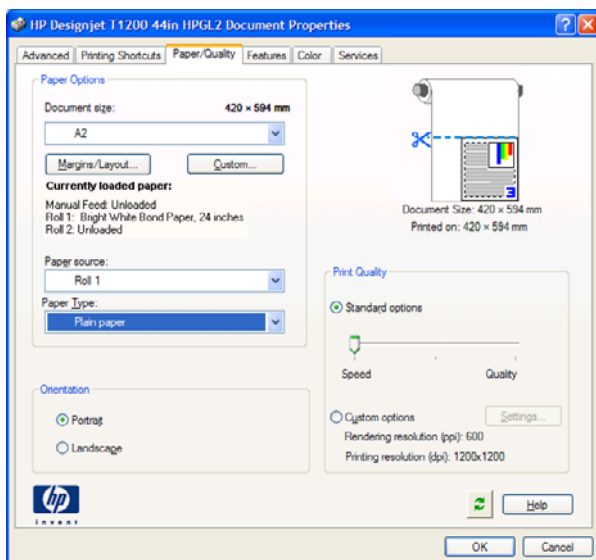 HP Designjet T1200 44in HPGL2 Document Properties
Advanced
Printing Shortcuts
Paper/Quality
Features
Color
Services
Paper Options
Document size:
420 × 594 mm
A2
Margins/Layout...
Custom...
Currently loaded paper:
Manual Feed: Unloaded
Roll 1: Bright White Bond Paper, 24 inches
Roll 2: Unloaded
Paper source:
Roll 1
Paper Type:
Plain paper
Orientation
Portrait
Landscape
3
Document Size: 420 × 594 mm
Printed on: 420 × 594 mm
Print Quality
Standard options
Speed
Quality
Custom options
Settings...
Rendering resolution (ppi): 600
Printing resolution (dpi): 1200x1200
hp
invent
Help
OK
Cancel